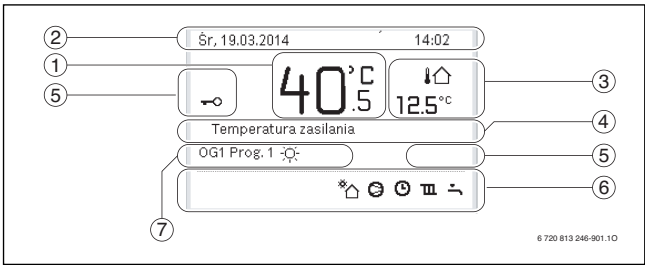 2 Śr, 19.03.2014 14:02
1 40.5 °C
3 12.5 °C
5
Temperatura zasilania 4
OG1 Prog. 1 5
6
7
6 720 813 246-901.1O